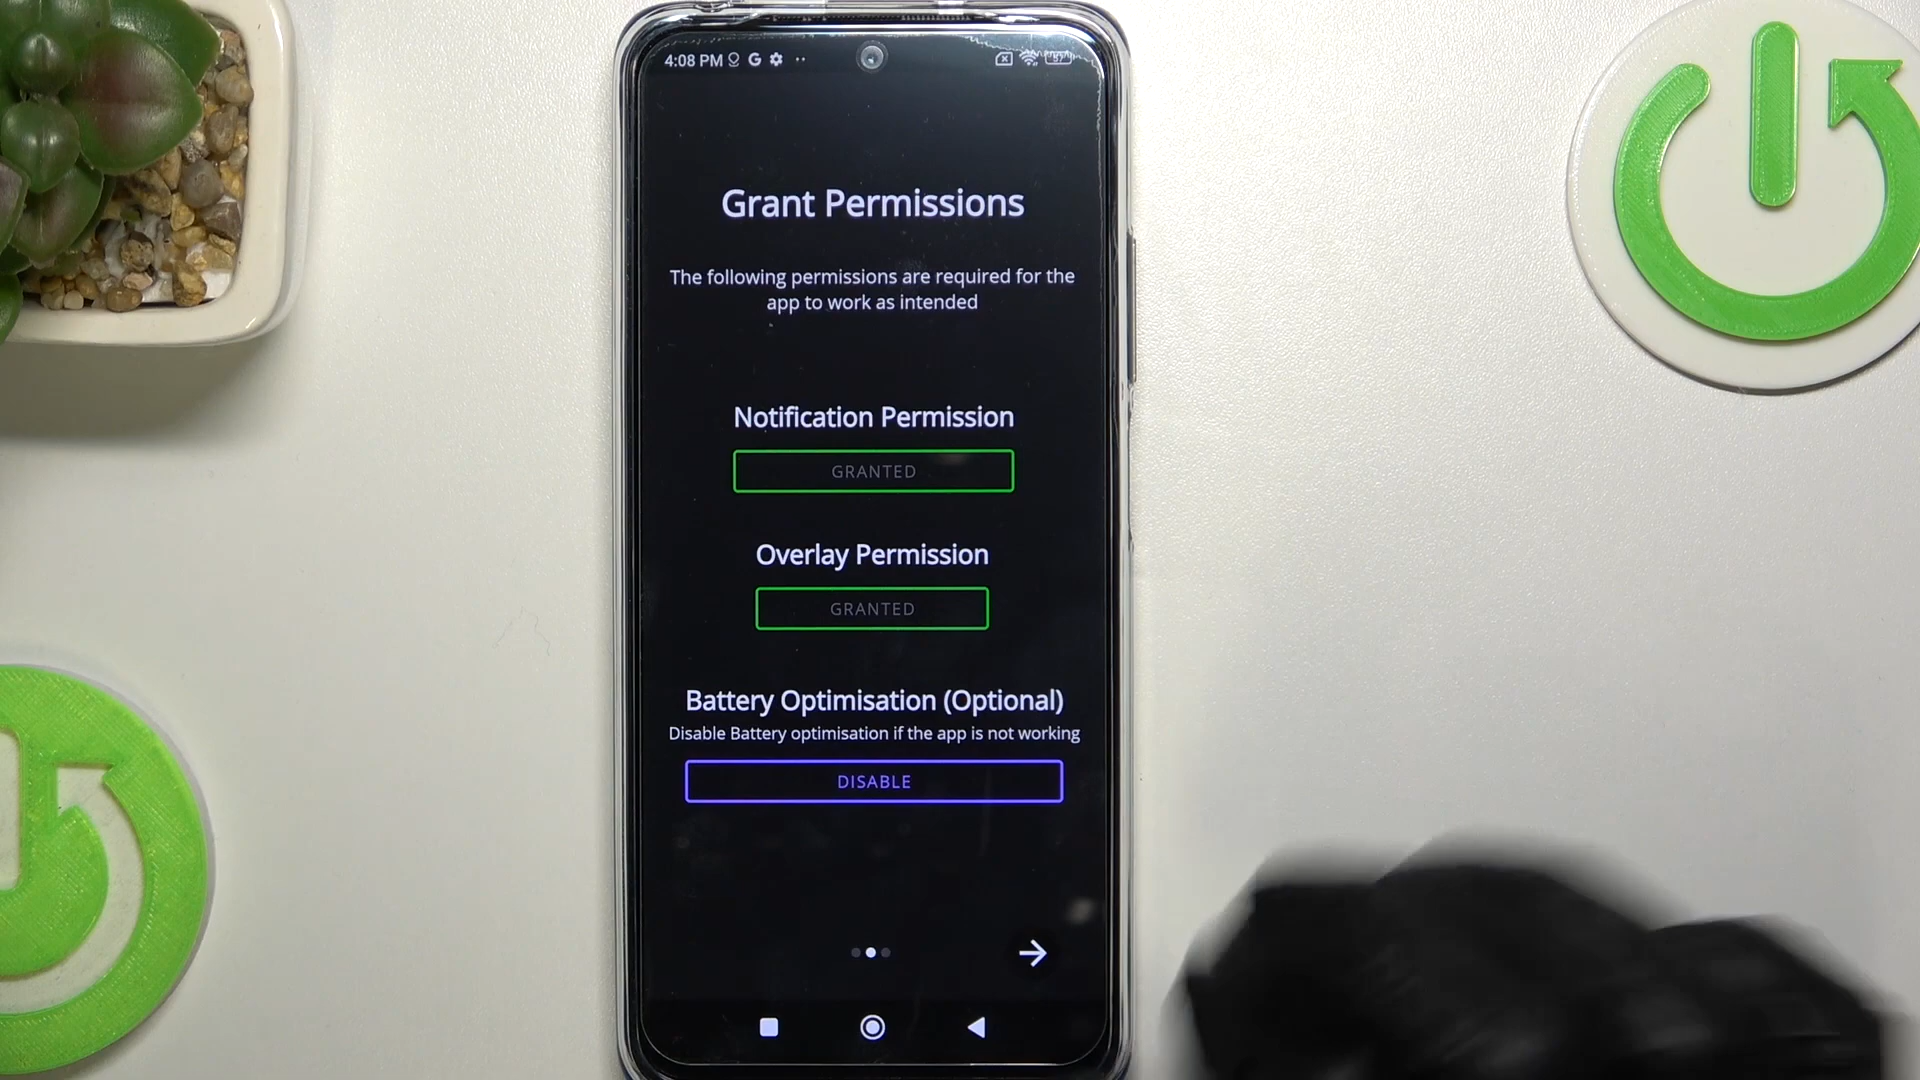 4:08 PM
57
Grant Permissions
The following permissions are required for the
app to work as intended
Notification Permission
GRANTED
Overlay Permission
GRANTED
Battery Optimisation (Optional)
Disable Battery optimisation if the app is not working
DISABLE